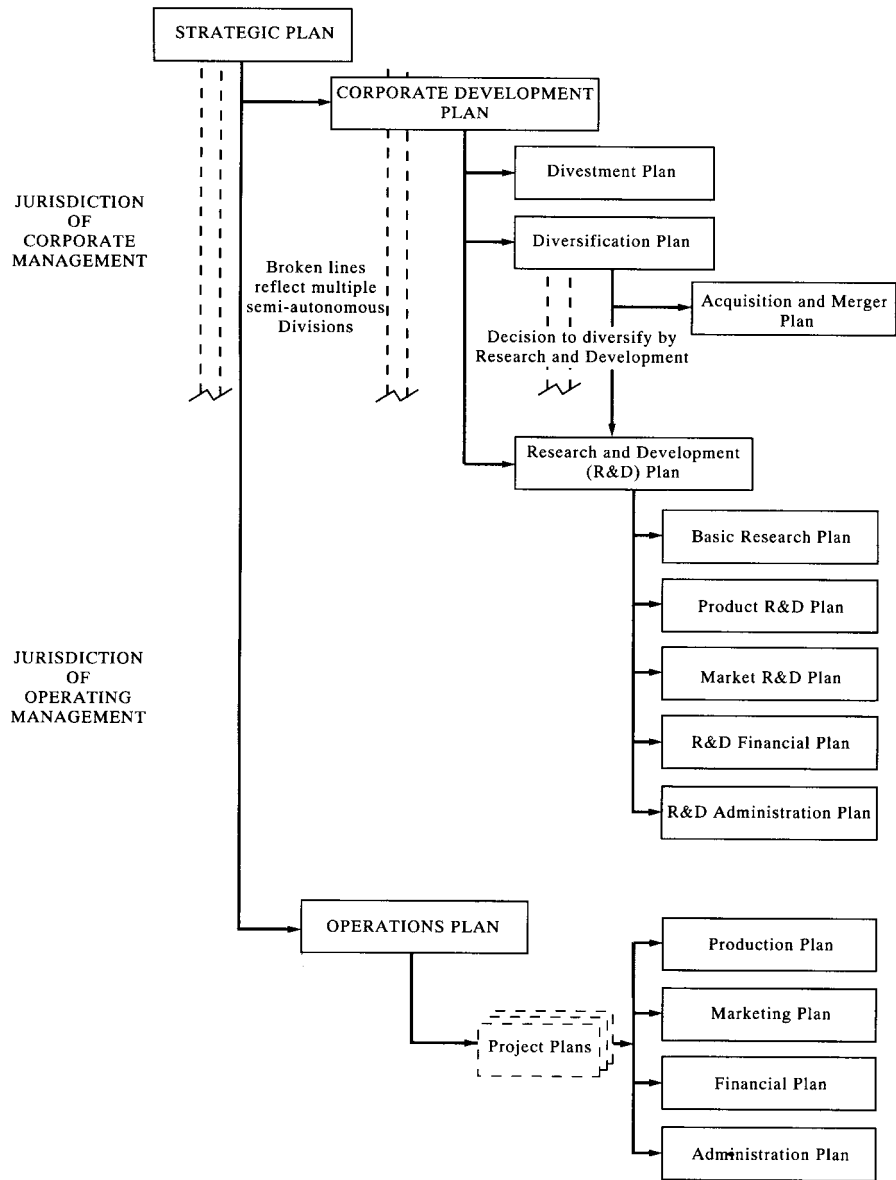 STRATEGIC PLAN
CORPORATE DEVELOPMENT
PLAN
Divestment Plan
JURISDICTION
OF
CORPORATE
MANAGEMENT
Diversification Plan
Broken lines
reflect multiple
semi-autonomous
Divisions
Acquisition and Merger
Plan
Decision to diversify by
Research and Development
Research and Development
(R&D) Plan
Basic Research Plan
Product R&D Plan
JURISDICTION
OF
OPERATING
MANAGEMENT
Market R&D Plan
R&D Financial Plan
R&D Administration Plan
OPERATIONS PLAN
Production Plan
Marketing Plan
Project Plans
Financial Plan
Administration Plan